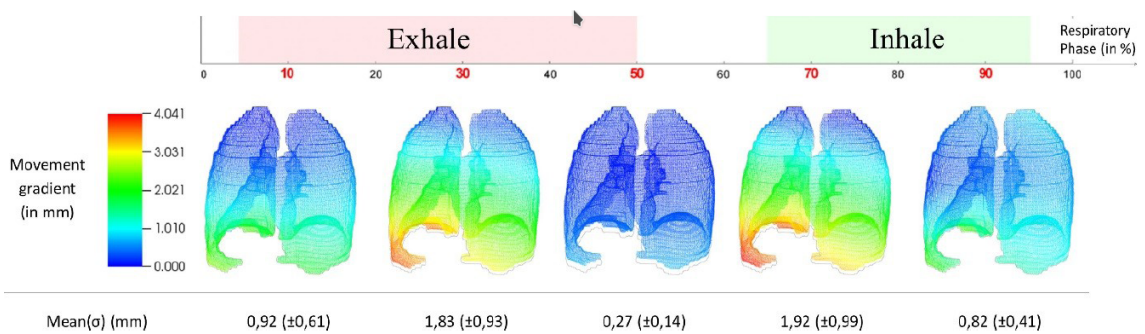 Exhale
Inhale
Respiratory
Phase (in %)
0 10 20 30 40 50 60 70 80 90 100
Movement
gradient
(in mm)
4.041
3.031
2.021
1.010
0.000
Mean(σ) (mm) 0,92 (±0,61) 1,83 (±0,93) 0,27 (±0,14) 1,92 (±0,99) 0,82 (±0.41)